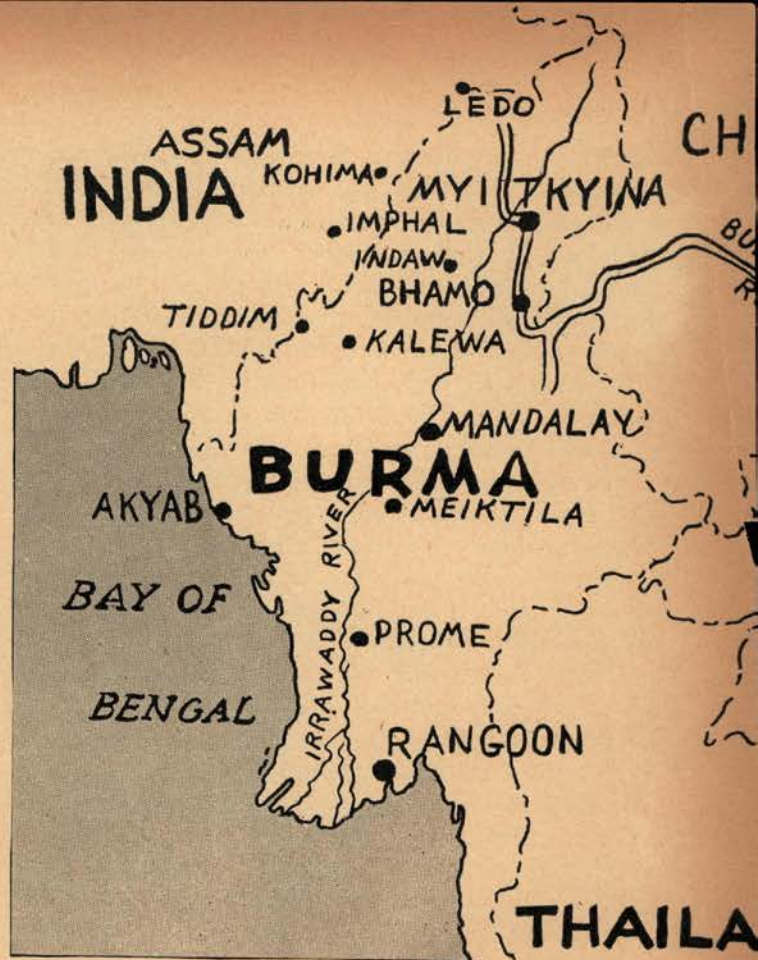 LEDO
CH
ASSAM
INDIA
KOHIMA
MYITKYINA
IMPHAL
BU
INDAW
R
BHAMO
TIDDIM
KALEWA
MANDALAY
BURMA
AKYAB
MEIKTILA
IRRAWADDY RIVER
BAY OF
PROME
BENGAL
RANGOON
THAILA